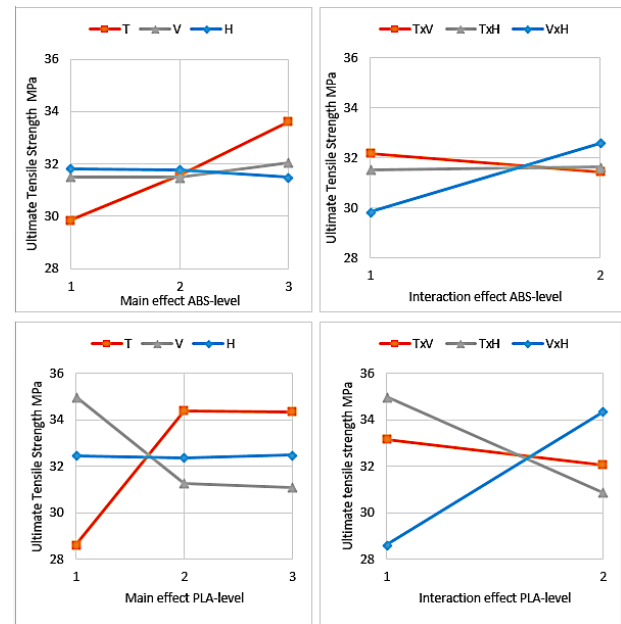 T V H
Ultimate Tensile Strength MPa
36
34
32
30
28
1 2 3
Main effect ABS-level
TxV TxH VxH
Ultimate Tensile Strength MPa
36
34
32
30
28
1 2
Interaction effect ABS-level
T V H
Ultimate Tensile Strength MPa
36
34
32
30
28
1 2 3
Main effect PLA-level
TxV TxH VxH
Ultimate tensile strength MPa
36
34
32
30
28
1 2
Interaction effect PLA-level